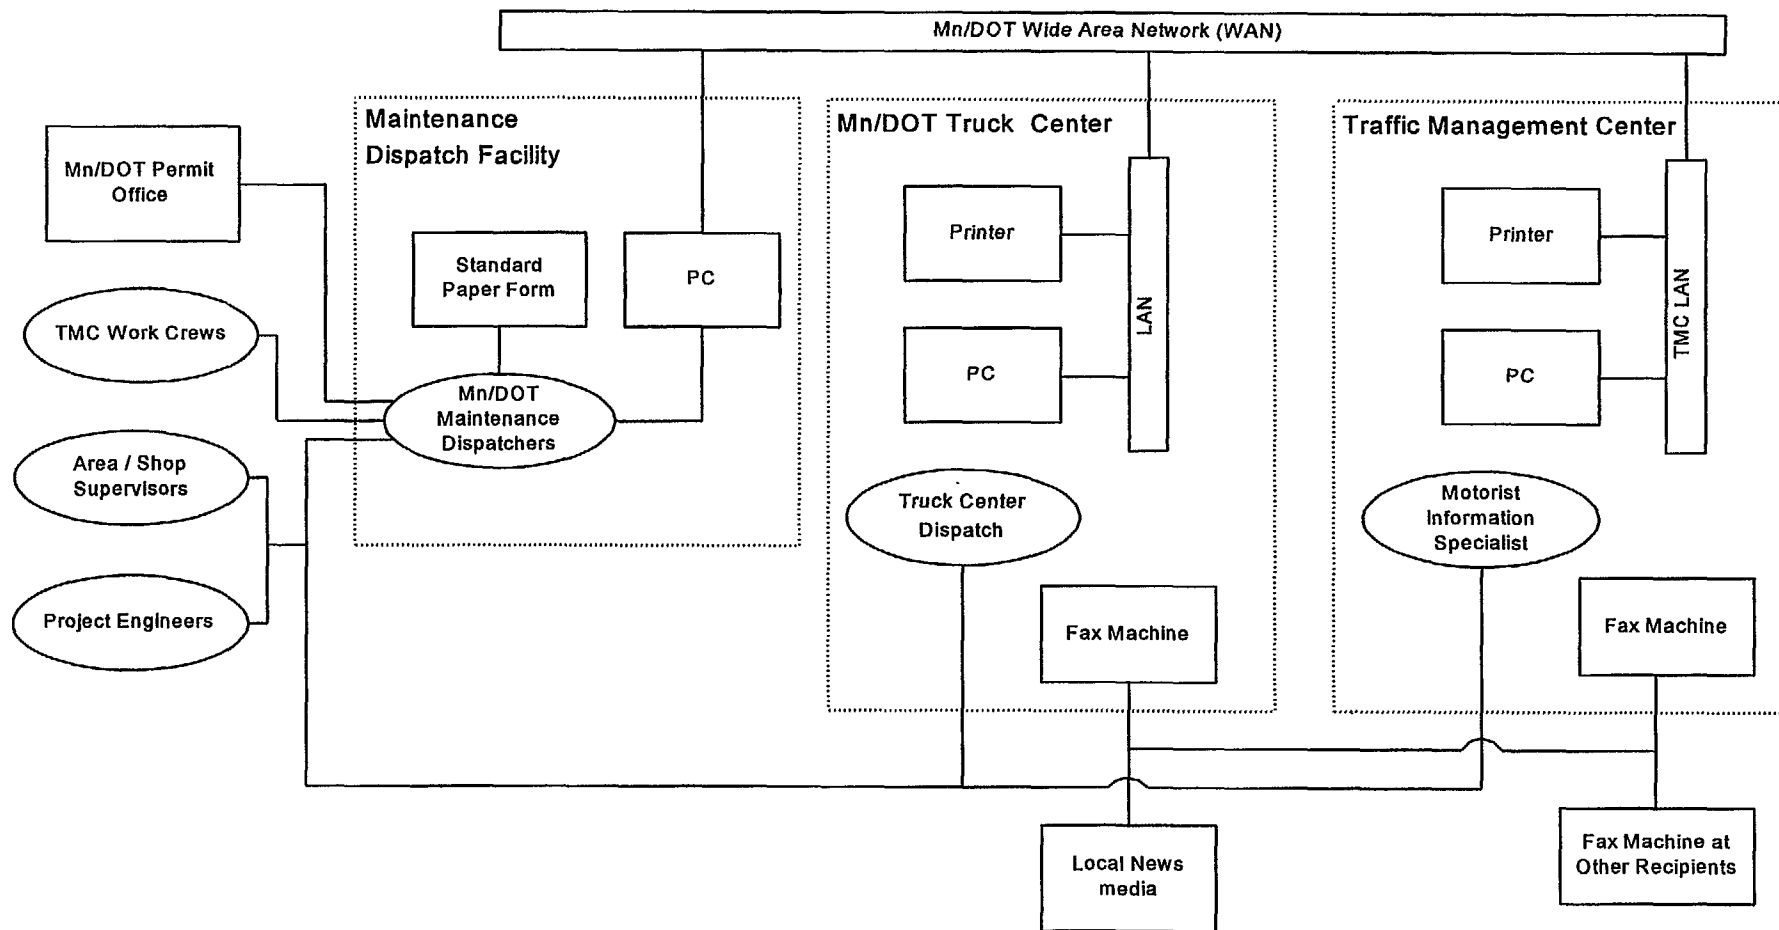 Mn/DOT Wide Area Network (WAN)
Maintenance
Dispatch Facility
Mn/DOT Truck Center
Traffic Management Center
Mn/DOT Permit
Office
Standard
Paper Form
PC
Printer
LAN
Printer
TMC LAN
TMC Work Crews
PC
PC
Mn/DOT
Maintenance
Dispatchers
Area / Shop
Supervisors
Truck Center
Dispatch
Motorist
Information
Specialist
Project Engineers
Fax Machine
Fax Machine
Local News
media
Fax Machine at
Other Recipients